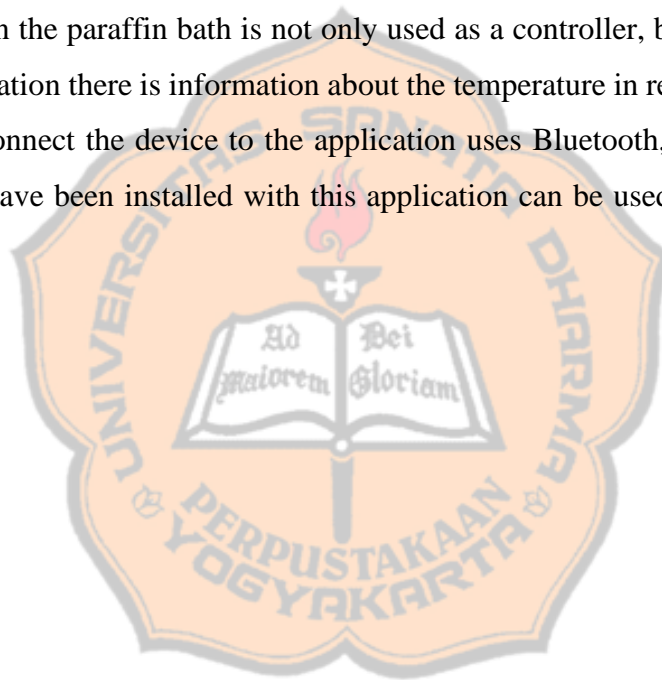 n the paraffin bath is not only used as a controller, b
ation there is information about the temperature in re
onnect the device to the application uses Bluetooth,
ave been installed with this application can be used
UNIVERSITAS SANATA DHARMA
Ad
Maiorem
Dei
Gloriam
PERPUSTAKAAN
YOGYAKARTA